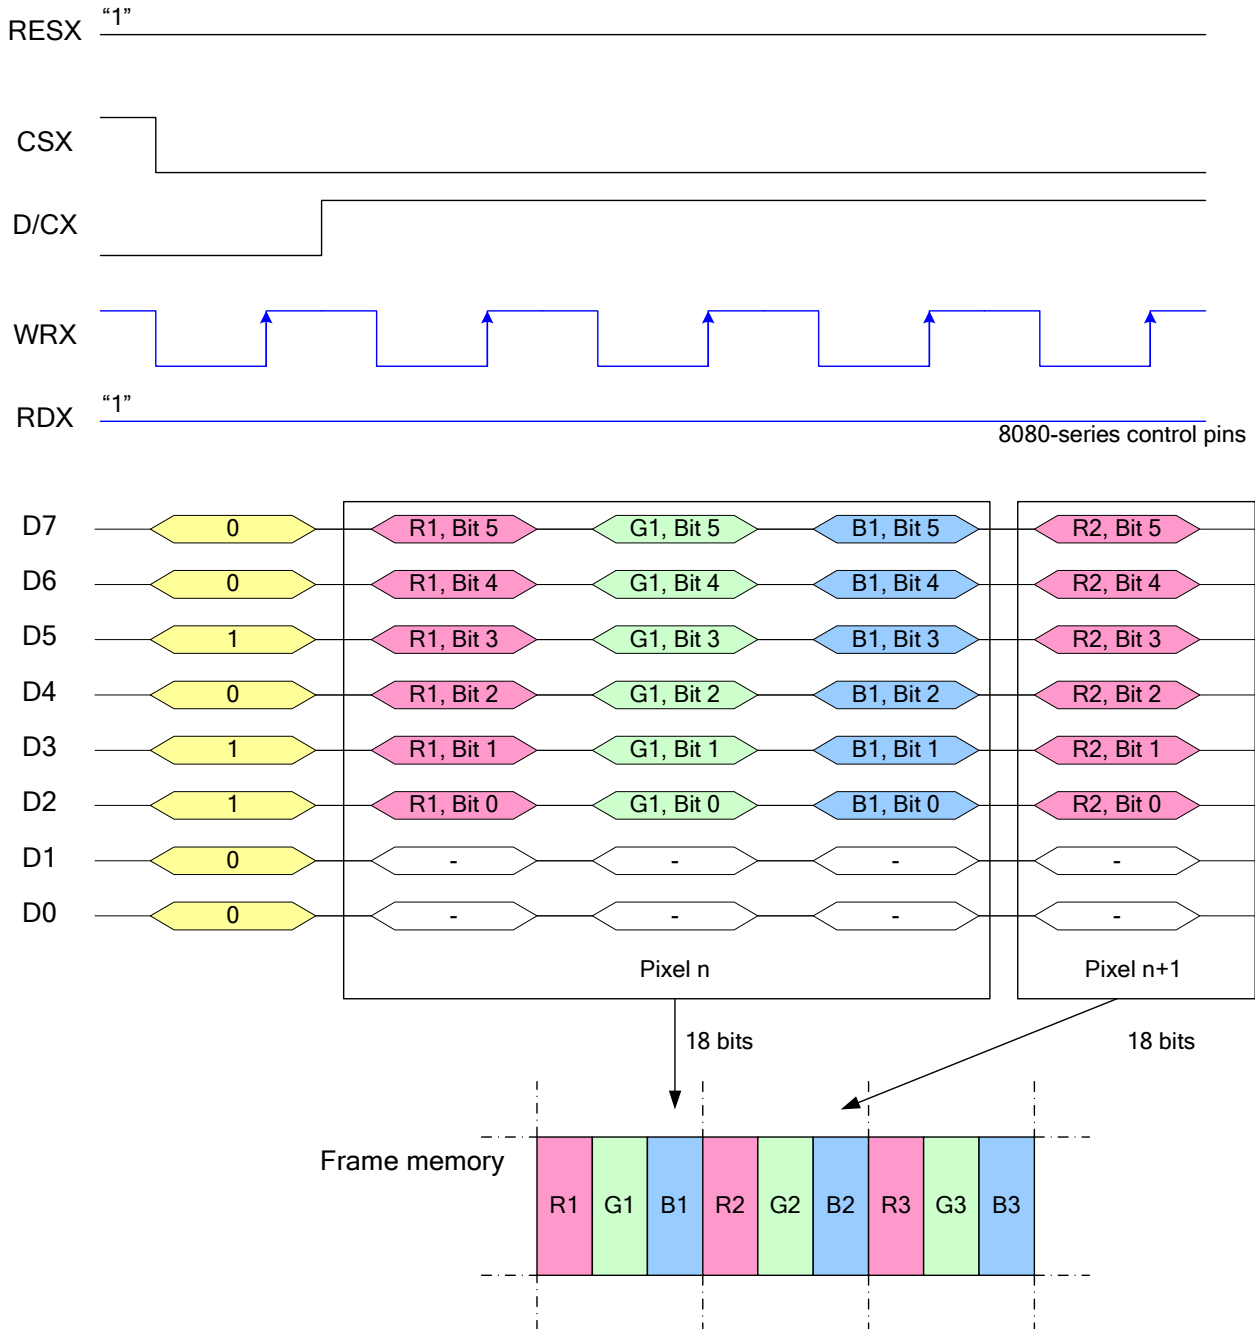 RESX “1”
CSX
D/CX
WRX
RDX “1”
8080-series control pins
D7 0 R1, Bit 5 G1, Bit 5 B1, Bit 5 R2, Bit 5
D6 0 R1, Bit 4 G1, Bit 4 B1, Bit 4 R2, Bit 4
D5 1 R1, Bit 3 G1, Bit 3 B1, Bit 3 R2, Bit 3
D4 0 R1, Bit 2 G1, Bit 2 B1, Bit 2 R2, Bit 2
D3 1 R1, Bit 1 G1, Bit 1 B1, Bit 1 R2, Bit 1
D2 1 R1, Bit 0 G1, Bit 0 B1, Bit 0 R2, Bit 0
D1 0 - - - -
D0 0 - - - -
Pixel n Pixel n+1
18 bits 18 bits
Frame memory
R1 G1 B1 R2 G2 B2 R3 G3 B3